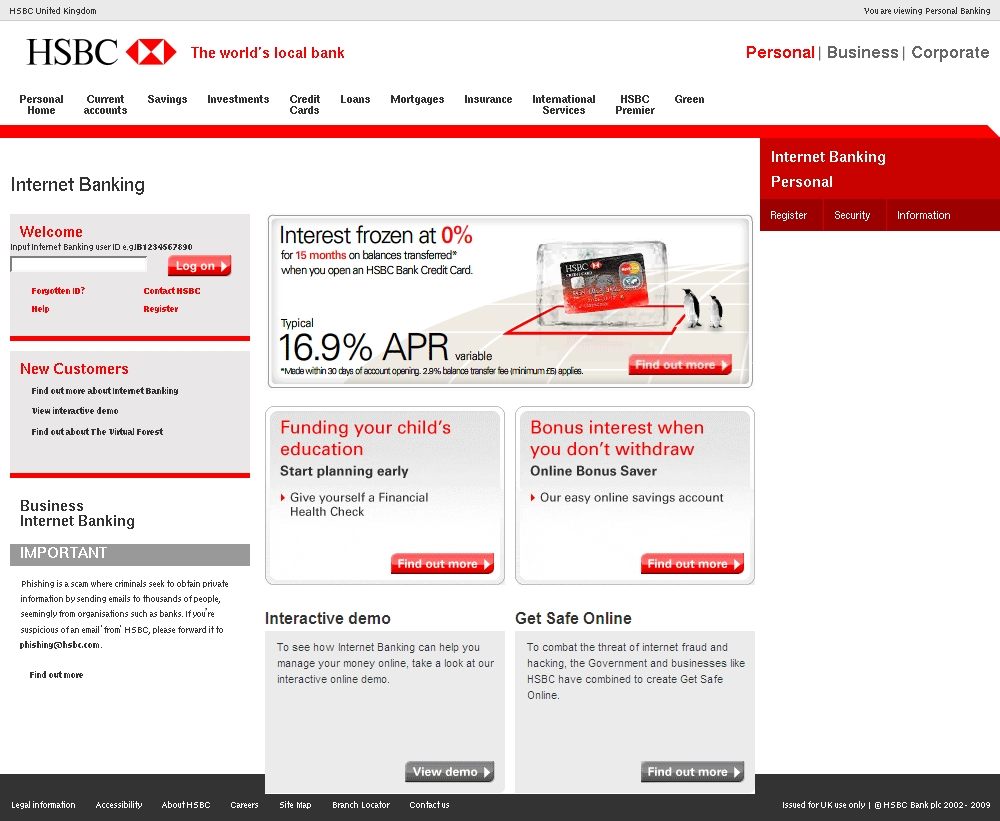 HSBC United Kingdom
You are viewing Personal Banking
HSBC The world's local bank
Personal | Business | Corporate
Personal Home
Current accounts
Savings
Investments
Credit Cards
Loans
Mortgages
Insurance
International Services
HSBC Premier
Green
Internet Banking
Personal
Register
Security
Information
Internet Banking
Welcome
Input Internet Banking user ID e.g.IB1234567890
Log on
Forgotten ID?
Contact HSBC
Help
Register
New Customers
Find out more about Internet Banking
View interactive demo
Find out about The Virtual Forest
Business
Internet Banking
IMPORTANT
Phishing is a scam where criminals seek to obtain private
information by sending emails to thousands of people,
seemingly from organisations such as banks. If you're
suspicious of an email 'from' HSBC, please forward it to
phishing@hsbc.com.
Find out more
Interest frozen at 0%
for 15 months on balances transferred*
when you open an HSBC Bank Credit Card.
HSBC
Typical
16.9% APR variable
*Made within 30 days of account opening. 2.9% balance transfer fee (minimum £5) applies.
Find out more
Funding your child's
education
Start planning early
Give yourself a Financial
Health Check
Find out more
Bonus interest when
you don't withdraw
Online Bonus Saver
Our easy online savings account
Find out more
Interactive demo
To see how Internet Banking can help you
manage your money online, take a look at our
interactive online demo.
View demo
Get Safe Online
To combat the threat of internet fraud and
hacking, the Government and businesses like
HSBC have combined to create Get Safe
Online.
Find out more
Legal information
Accessibility
About HSBC
Careers
Site Map
Branch Locator
Contact us
Issued for UK use only | © HSBC Bank plc 2002 - 2009